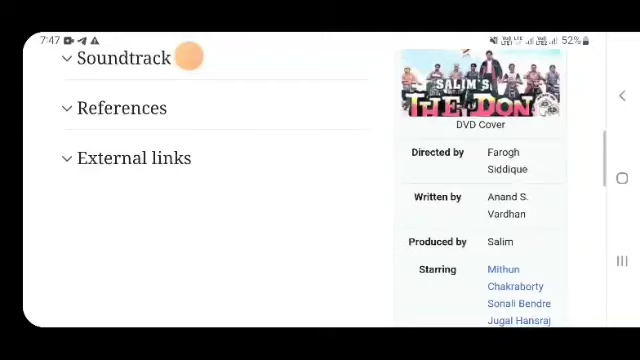 7:47
52%
Soundtrack
References
External links
SALIM'S
THE DON
DVD Cover
Directed by Farogh
Siddique
Written by Anand S.
Vardhan
Produced by Salim
Starring Mithun
Chakraborty
Sonali Bendre
Jugal Hansraj